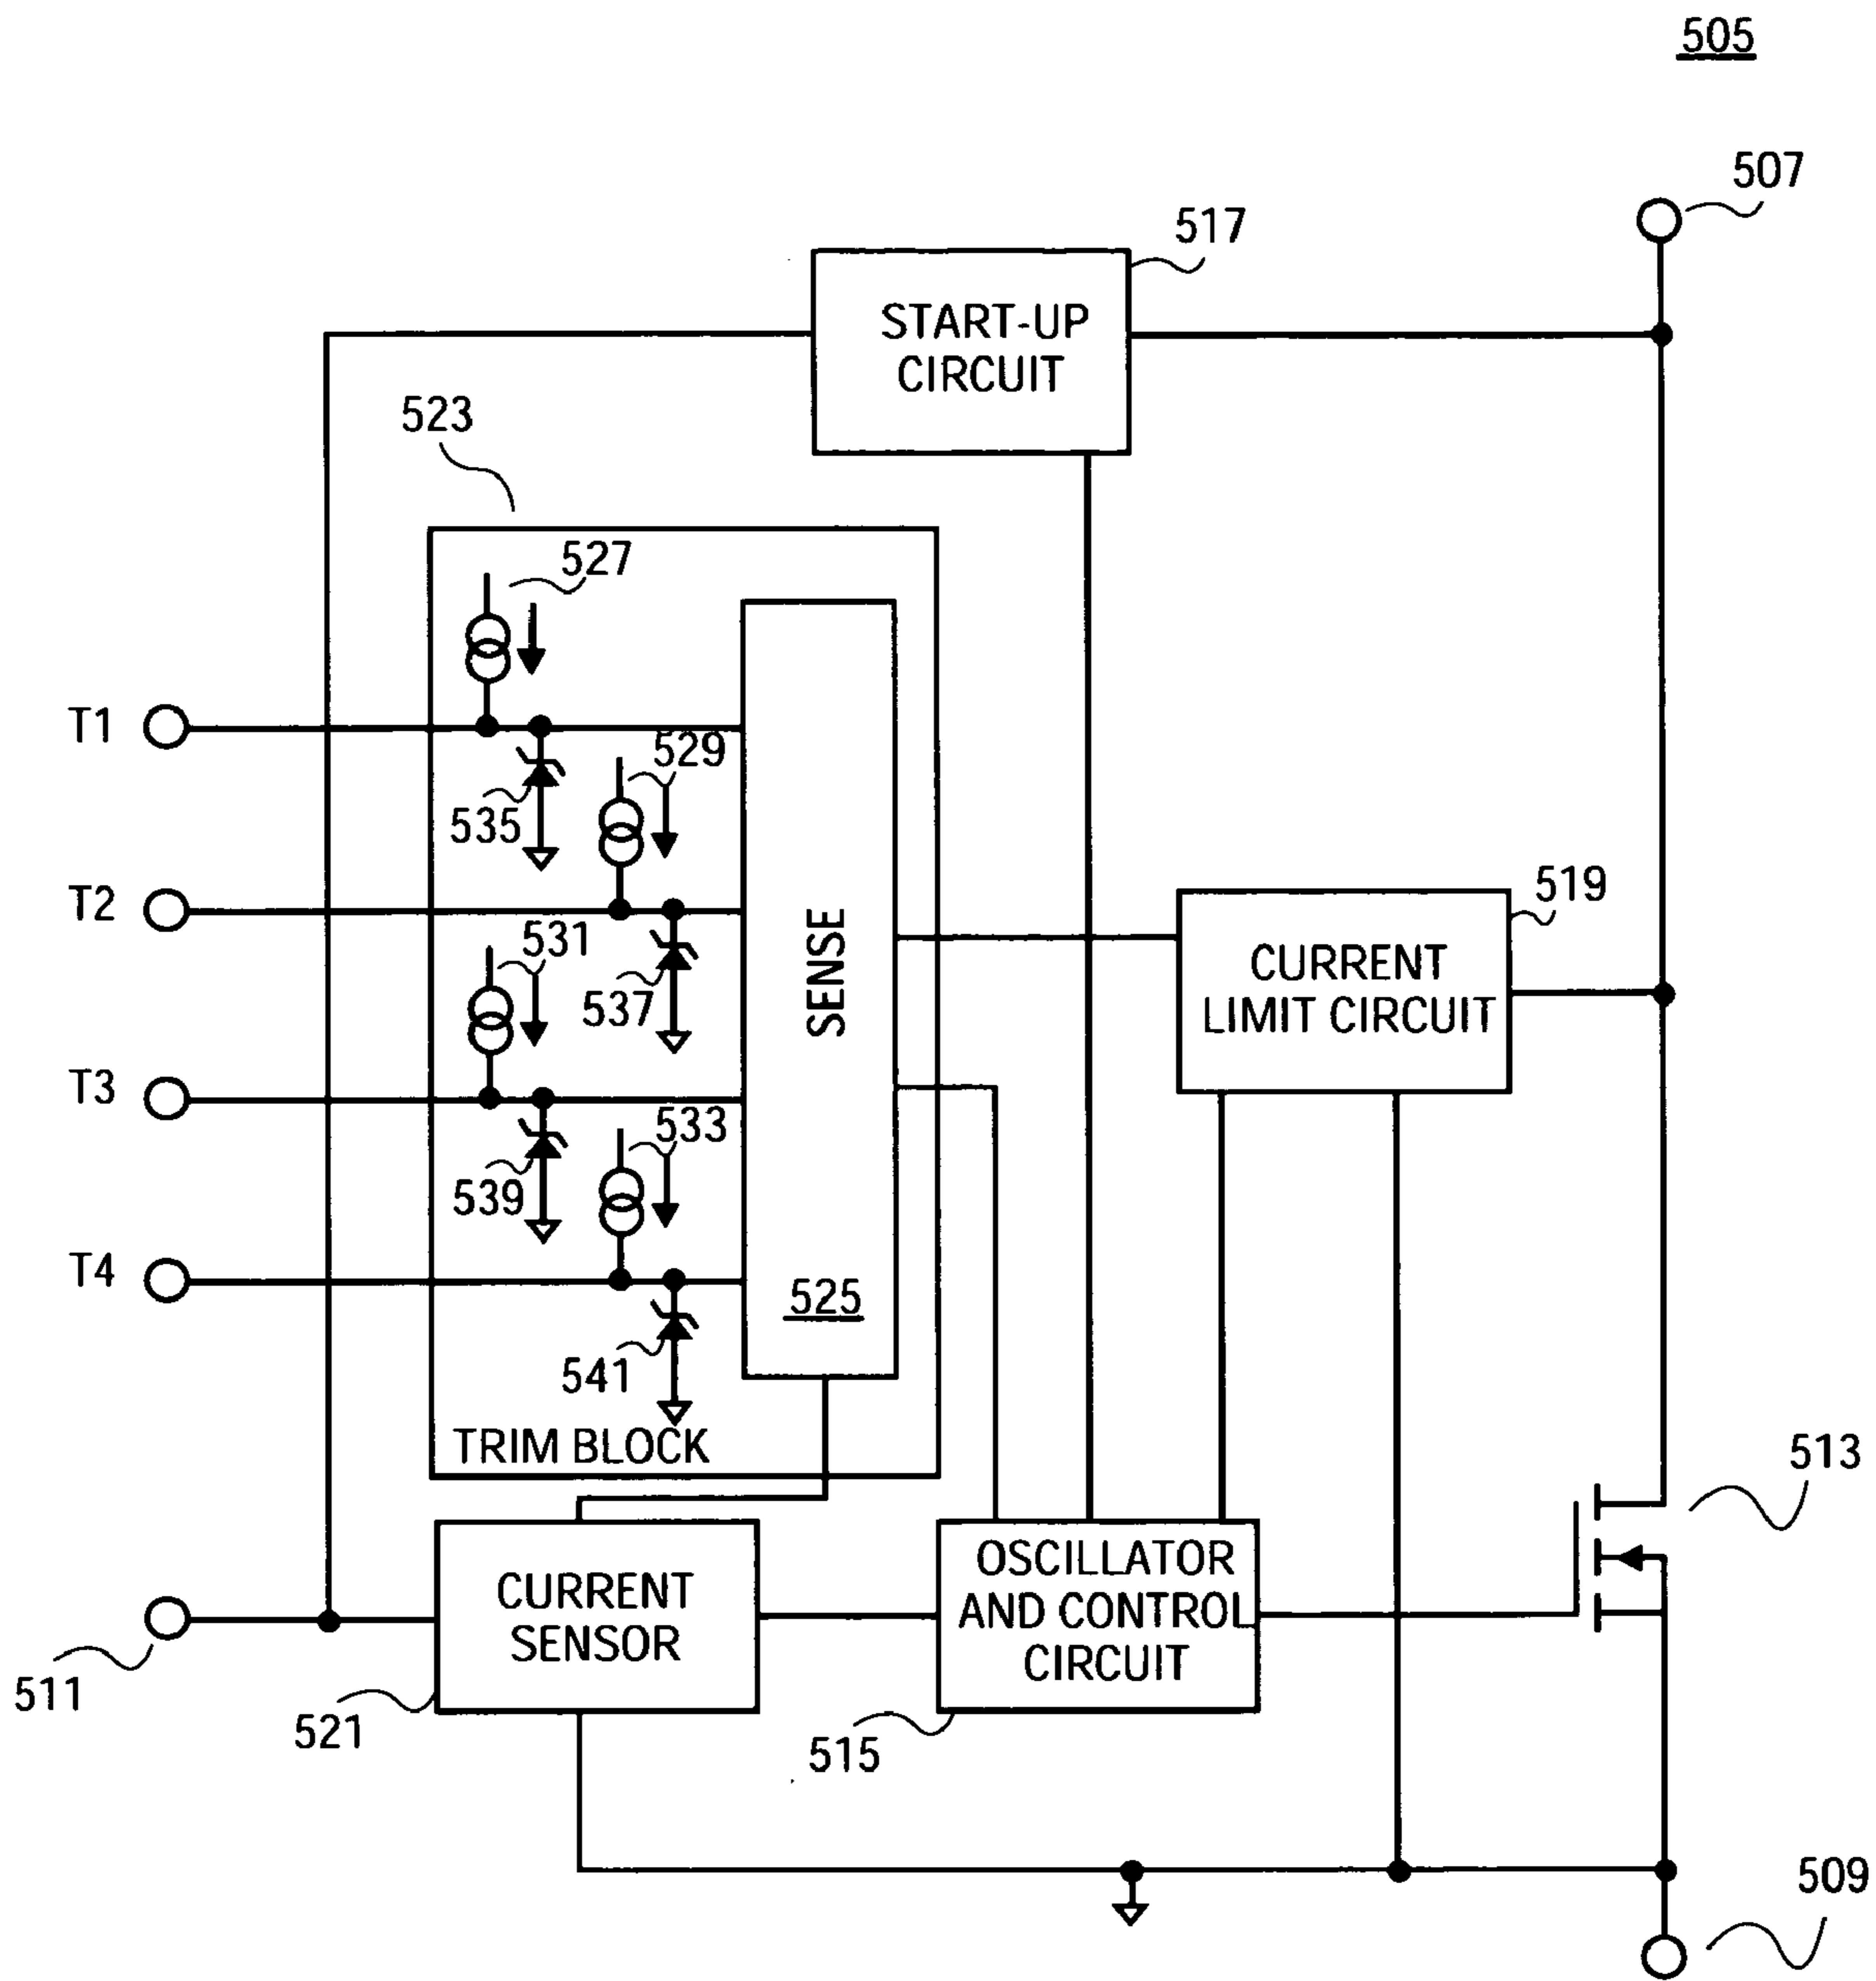 505
507
517
START-UP
CIRCUIT
523
527
T1
529
535
T2
519
531
SENSE
CURRENT
LIMIT CIRCUIT
537
T3
533
539
T4
525
541
TRIM BLOCK
513
OSCILLATOR
AND CONTROL
CIRCUIT
CURRENT
SENSOR
511
521
515
509